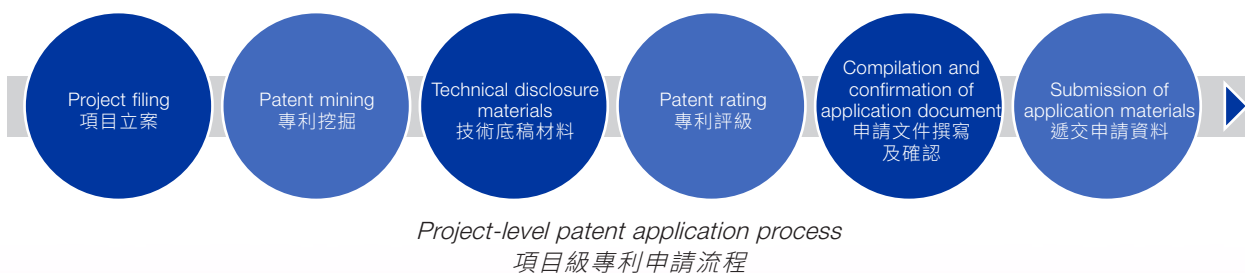 Project filing
項目立案
Patent mining
專利挖掘
Technical disclosure
materials
技術底稿材料
Patent rating
專利評級
Compilation and
confirmation of
application document
申請文件撰寫
及確認
Submission of
application materials
遞交申請資料
Project-level patent application process
項目級專利申請流程